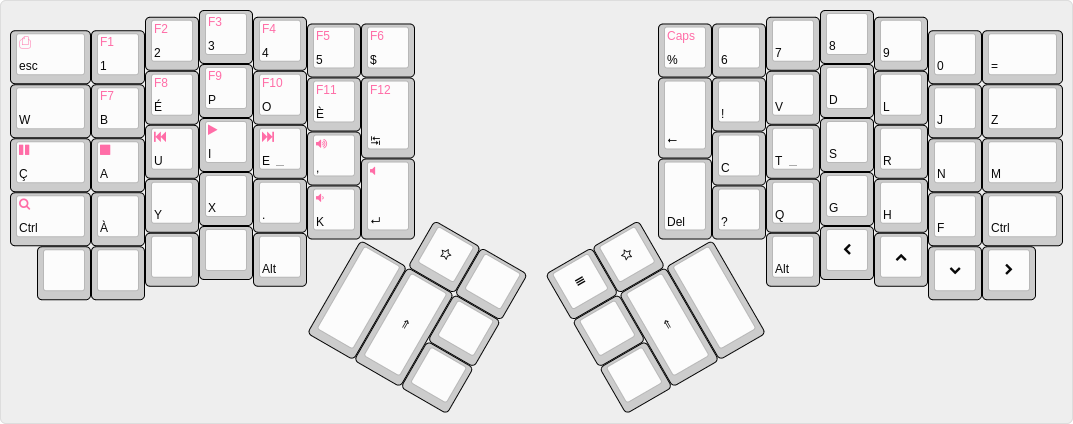 F1 F2 F3 F4 F5 F6 Caps
esc 1 2 3 4 5 $ % 6 7 8 9 0 =
F7 F8 F9 F10 F11 F12
W B É P O È ↹ ← ! V D L J Z
Ç A U I E _ , C T _ S R N M
Ctrl À Y X . K ↵ Del ? Q G H F Ctrl
Alt Alt
⇑ ⇑